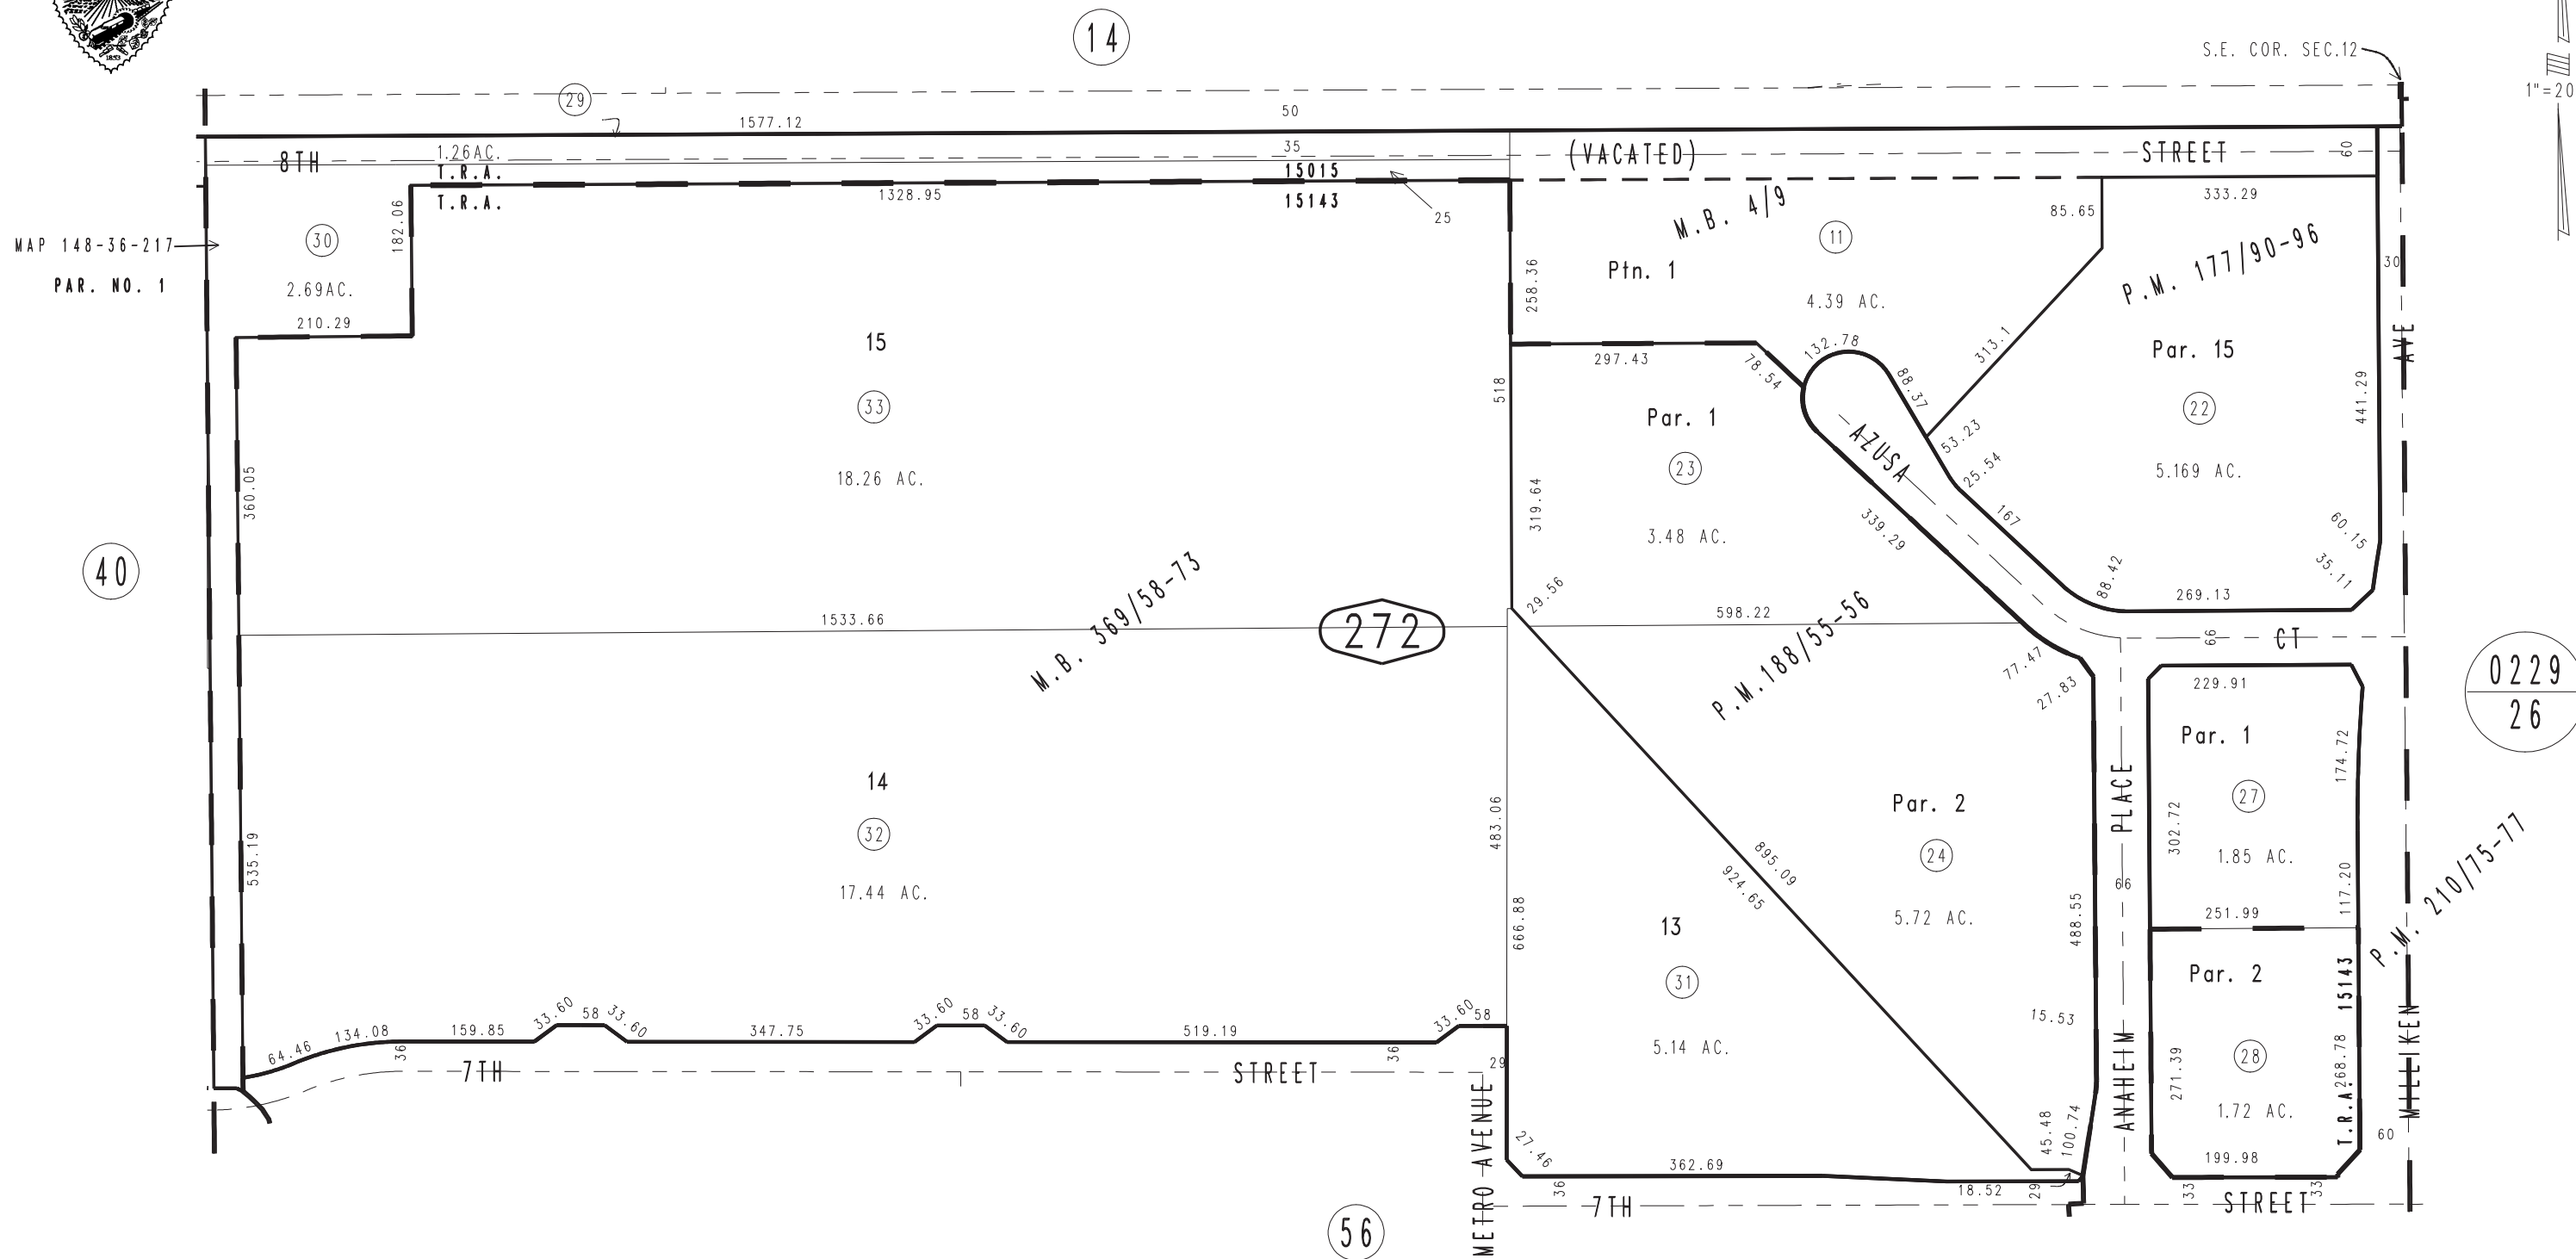 14
S.E. COR. SEC.12
1"=20
29
1577.12
50
8TH
1.26AC.
35
(VACATED)
STREET
60
T.R.A.
15015
T.R.A.
1328.95
15143
25
M.B. 4/9
85.65
333.29
MAP 148-36-217
PAR. NO. 1
30
2.69AC.
182.06
210.29
258.36
Ptn. 1
11
4.39 AC.
P.M. 177/90-96
30
AVE
15
33
18.26 AC.
360.05
518
297.43
78.54
132.78
88.37
313.1
Par. 15
22
5.169 AC.
441.29
Par. 1
23
3.48 AC.
319.64
29.56
AZUSA
53.23
25.54
167
339.29
88.42
269.13
60.15
35.11
40
1533.66
M.B. 369/58-73
272
598.22
P.M.188/55-56
66
CT
77.47
27.83
0229
26
229.91
Par. 1
27
1.85 AC.
174.72
302.72
117.20
251.99
PLACE
66
14
32
17.44 AC.
535.19
483.06
666.88
895.09
924.65
Par. 2
24
5.72 AC.
488.55
15.53
P.M. 210/75-77
13
31
5.14 AC.
Par. 2
28
1.72 AC.
271.39
T.R.A. 15143
268.78
199.98
60
MILLIKEN
ANAHEIM
64.46
134.08
159.85
33.60
58
33.60
347.75
33.60
58
33.60
519.19
33.60
58
36
36
29
7TH
STREET
METRO AVENUE
27.46
362.69
45.48
100.74
36
18.52
29
33
33
7TH
STREET
56
1853